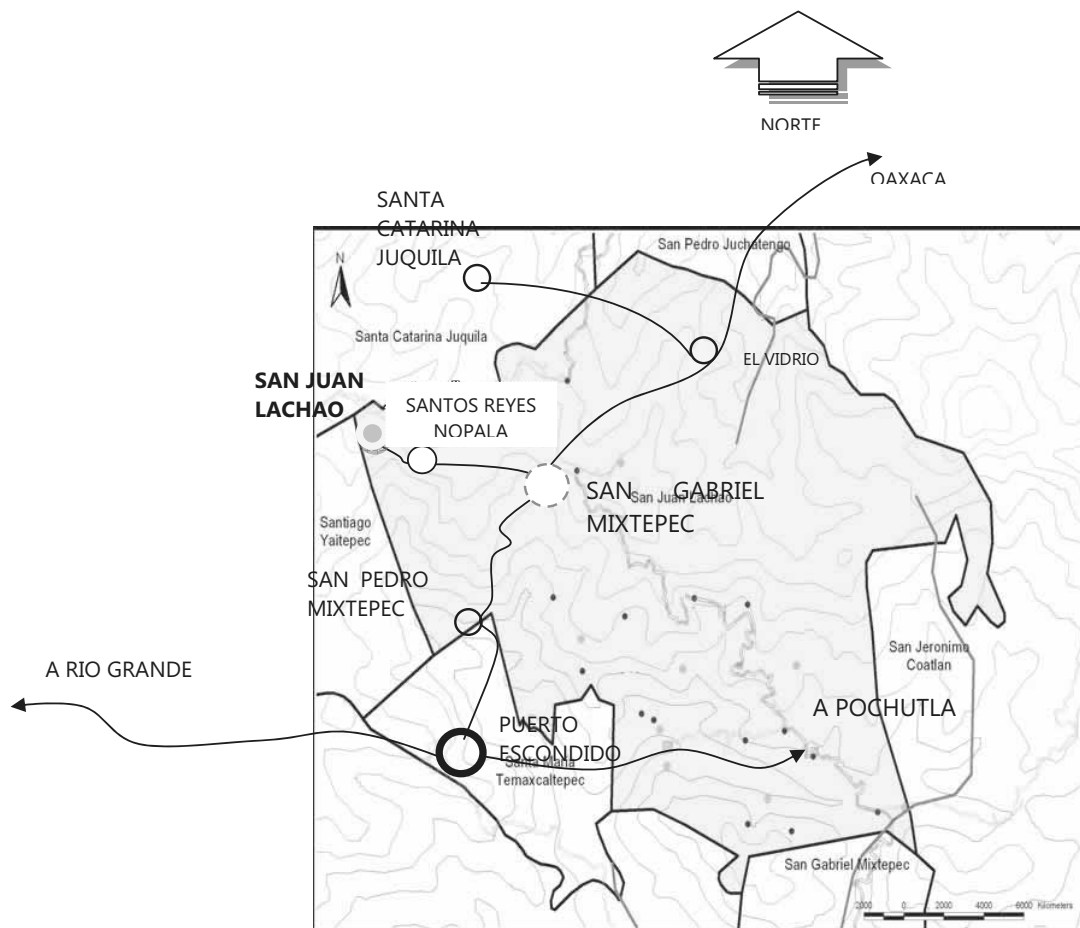 NORTE
OAXACA
SANTA
CATARINA
JUQUILA
San Pedro Juchatengo
N
Santa Catarina Juquila
EL VIDRIO
SAN JUAN
LACHAO
SANTOS REYES
NOPALA
SAN GABRIEL
MIXTEPEC
San Juan Lachao
Santiago
Yaitepec
SAN PEDRO
MIXTEPEC
San Jeronimo
Coatlan
A RIO GRANDE
A POCHUTLA
PUERTO
ESCONDIDO
Santa Maria
Temaxcaltepec
San Gabriel Mixtepec
2000 0 2000 4000 6000 Kilometers